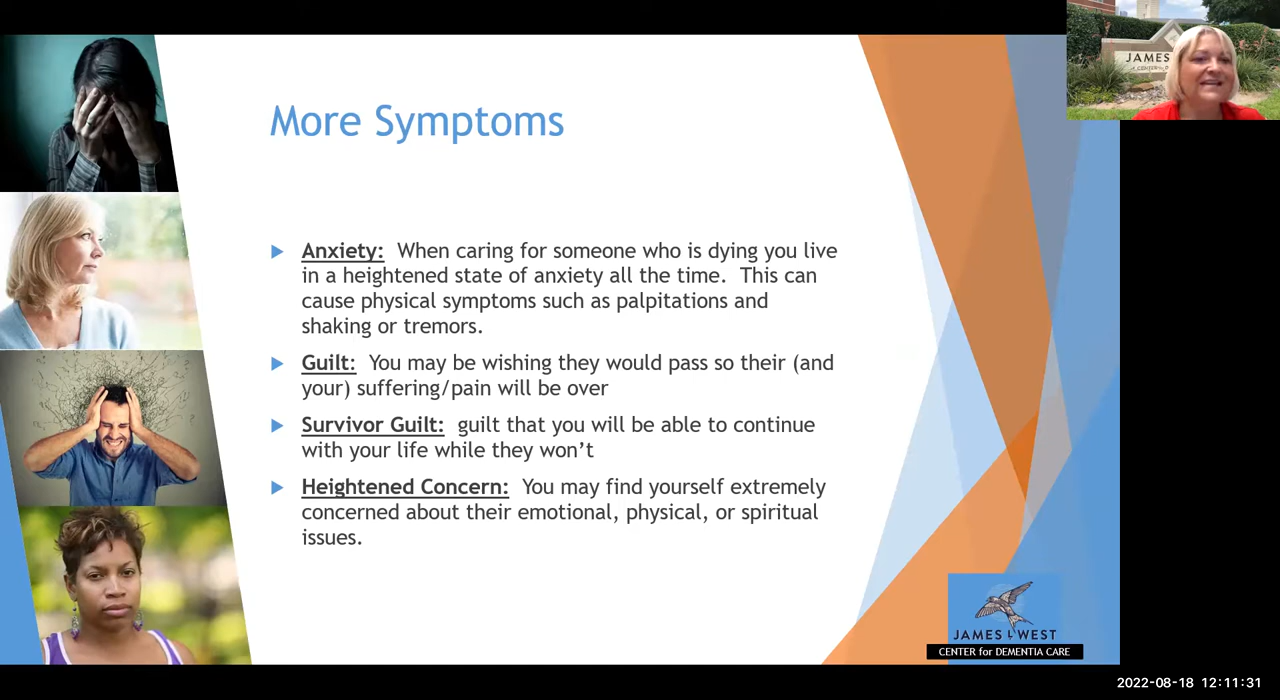 More Symptoms
Anxiety: When caring for someone who is dying you live
in a heightened state of anxiety all the time. This can
cause physical symptoms such as palpitations and
shaking or tremors.
Guilt: You may be wishing they would pass so their (and
your) suffering/pain will be over
Survivor Guilt: guilt that you will be able to continue
with your life while they won't
Heightened Concern: You may find yourself extremely
concerned about their emotional, physical, or spiritual
issues.
JAMES
JAMES L WEST
CENTER for DEMENTIA CARE
2022-08-18 12:11:31